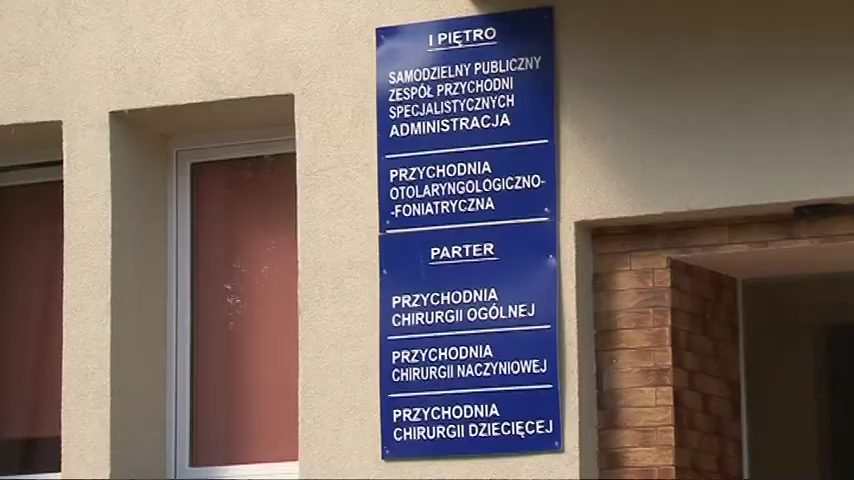 I PIĘTRO
SAMODZIELNY PUBLICZNY
ZESPÓŁ PRZYCHODNI
SPECJALISTYCZNYCH
ADMINISTRACJA
PRZYCHODNIA
OTOLARYNGOLOGICZNO-
-FONIATRYCZNA
PARTER
PRZYCHODNIA
CHIRURGII OGÓLNEJ
PRZYCHODNIA
CHIRURGII NACZYNIOWEJ
PRZYCHODNIA
CHIRURGII DZIECIĘCEJ